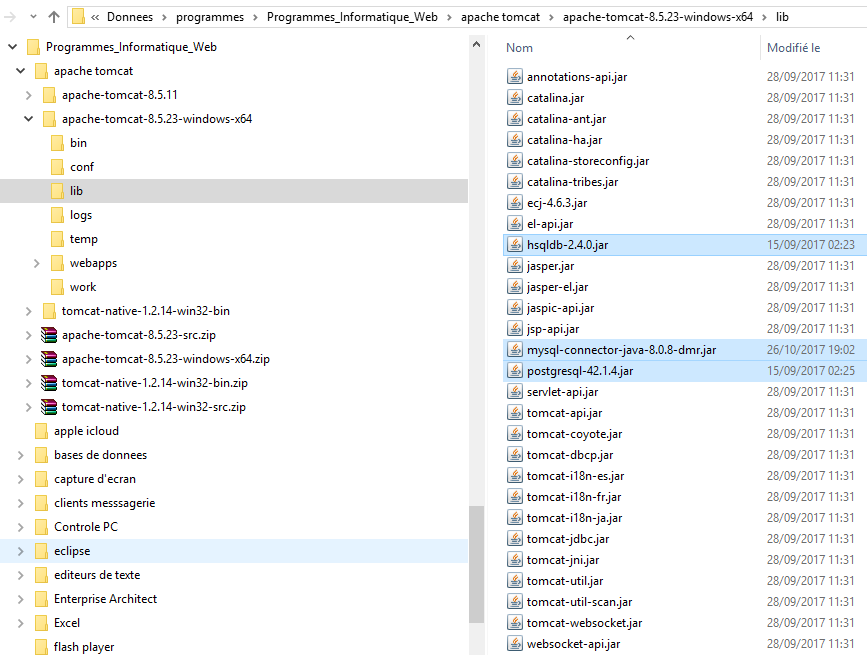 « Donnees › programmes › Programmes_Informatique_Web › apache tomcat › apache-tomcat-8.5.23-windows-x64 › lib
Programmes_Informatique_Web
apache tomcat
apache-tomcat-8.5.11
apache-tomcat-8.5.23-windows-x64
bin
conf
lib
logs
temp
webapps
work
tomcat-native-1.2.14-win32-bin
apache-tomcat-8.5.23-src.zip
apache-tomcat-8.5.23-windows-x64.zip
tomcat-native-1.2.14-win32-bin.zip
tomcat-native-1.2.14-win32-src.zip
apple icloud
bases de donnees
capture d'ecran
clients messsagerie
Controle PC
eclipse
editeurs de texte
Enterprise Architect
Excel
flash player
Nom Modifié le
annotations-api.jar 28/09/2017 11:31
catalina.jar 28/09/2017 11:31
catalina-ant.jar 28/09/2017 11:31
catalina-ha.jar 28/09/2017 11:31
catalina-storeconfig.jar 28/09/2017 11:31
catalina-tribes.jar 28/09/2017 11:31
ecj-4.6.3.jar 28/09/2017 11:31
el-api.jar 28/09/2017 11:31
hsqldb-2.4.0.jar 15/09/2017 02:23
jasper.jar 28/09/2017 11:31
jasper-el.jar 28/09/2017 11:31
jaspic-api.jar 28/09/2017 11:31
jsp-api.jar 28/09/2017 11:31
mysql-connector-java-8.0.8-dmr.jar 26/10/2017 19:02
postgresql-42.1.4.jar 15/09/2017 02:25
servlet-api.jar 28/09/2017 11:31
tomcat-api.jar 28/09/2017 11:31
tomcat-coyote.jar 28/09/2017 11:31
tomcat-dbcp.jar 28/09/2017 11:31
tomcat-i18n-es.jar 28/09/2017 11:31
tomcat-i18n-fr.jar 28/09/2017 11:31
tomcat-i18n-ja.jar 28/09/2017 11:31
tomcat-jdbc.jar 28/09/2017 11:31
tomcat-jni.jar 28/09/2017 11:31
tomcat-util.jar 28/09/2017 11:31
tomcat-util-scan.jar 28/09/2017 11:31
tomcat-websocket.jar 28/09/2017 11:31
websocket-api.jar 28/09/2017 11:31